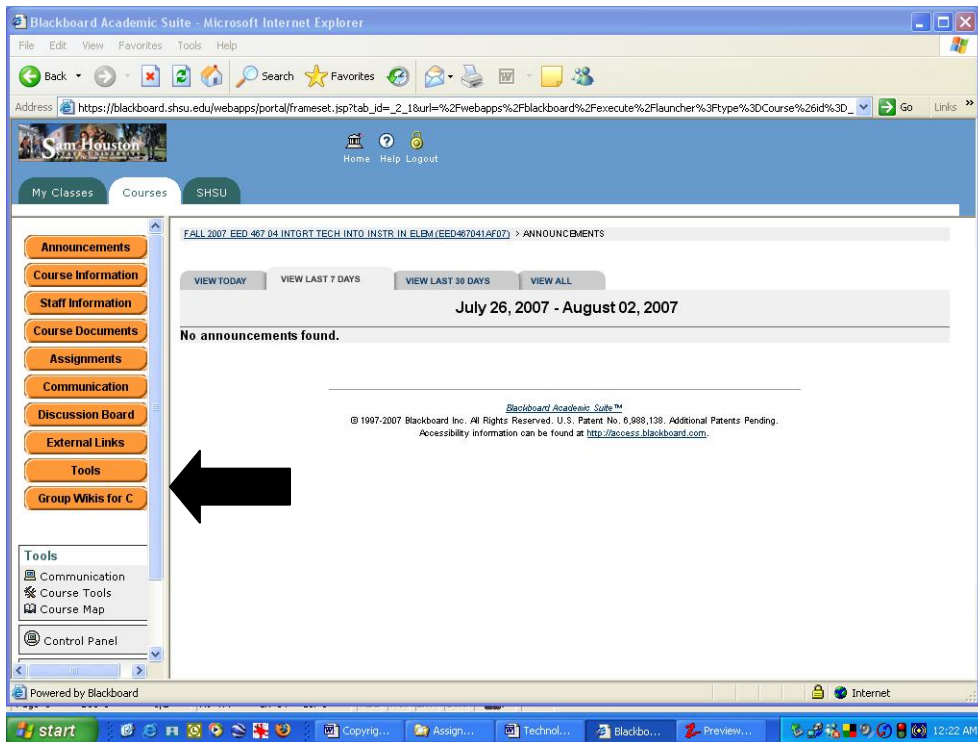 Blackboard Academic Suite - Microsoft Internet Explorer
File Edit View Favorites Tools Help
Back Search Favorites
Address https://blackboard.shsu.edu/webapps/portal/frameset.jsp?tab_id=_2_1&url=%2Fwebapps%2Fblackboard%2Fexecute%2Flauncher%3Ftype%3DCourse%26id%3D_ Go Links »
Sam Houston
STATE UNIVERSITY
Home Help Logout
My Classes Courses SHSU
Announcements
Course Information
Staff Information
Course Documents
Assignments
Communication
Discussion Board
External Links
Tools
Group Wikis for C
Tools
Communication
Course Tools
Course Map
Control Panel
FALL 2007 EED 467 04 INTGRT TECH INTO INSTR IN ELEM (EED467041AF07) > ANNOUNCEMENTS
VIEW TODAY VIEW LAST 7 DAYS VIEW LAST 30 DAYS VIEW ALL
July 26, 2007 - August 02, 2007
No announcements found.
Blackboard Academic Suite™
© 1997-2007 Blackboard Inc. All Rights Reserved. U.S. Patent No. 6,988,138. Additional Patents Pending.
Accessibility information can be found at http://access.blackboard.com.
Powered by Blackboard Internet
start Copyrig... Assign... Technol... Blackbo... Preview... 12:22 AM